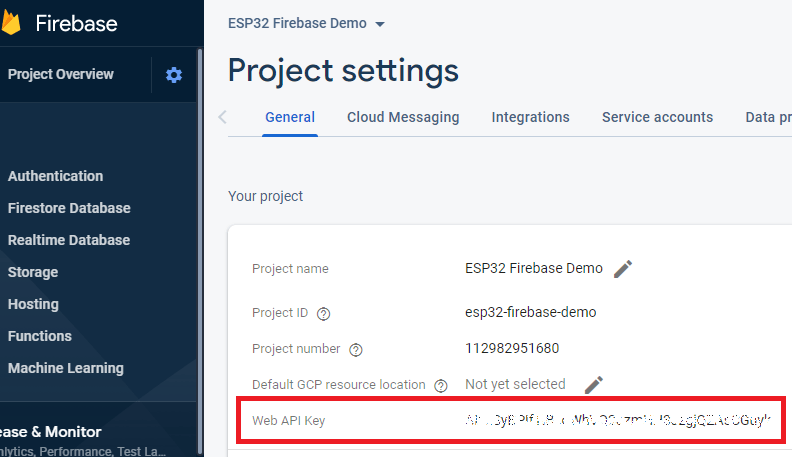 Firebase
Project Overview
Authentication
Firestore Database
Realtime Database
Storage
Hosting
Functions
Machine Learning
ease & Monitor
nalytics, Performance, Test La...
ESP32 Firebase Demo
Project settings
General Cloud Messaging Integrations Service accounts Data pr
Your project
Project name ESP32 Firebase Demo
Project ID esp32-firebase-demo
Project number 112982951680
Default GCP resource location Not yet selected
Web API Key